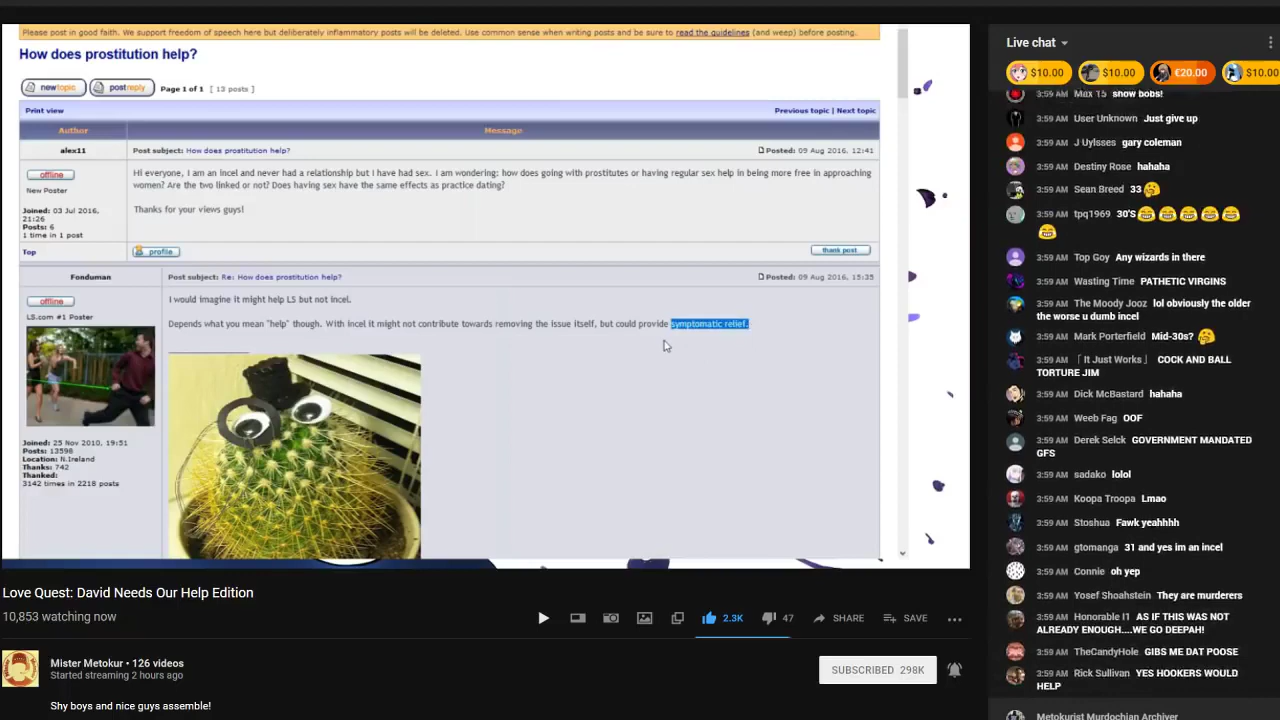 Please post in good faith. We support freedom of speech here but deliberately inflammatory posts will be deleted. Use common sense when writing posts and be sure to read the guidelines (and weep) before posting.
How does prostitution help?
newtopic
postreply
Page 1 of 1 [ 13 posts ]
Print view
Previous topic | Next topic
Author
Message
alex11
Post subject: How does prostitution help?
Posted: 09 Aug 2016, 12:41
offline
New Poster
Joined: 03 Jul 2016,
21:26
Posts: 6
1 time in 1 post
Hi everyone, I am an incel and never had a relationship but I have had sex. I am wondering: how does going with prostitutes or having regular sex help in being more free in approaching
women? Are the two linked or not? Does having sex have the same effects as practice dating?
Thanks for your views guys!
Top
profile
thank post
Fonduman
Post subject: Re: How does prostitution help?
Posted: 09 Aug 2016, 15:35
offline
LS.com #1 Poster
Joined: 25 Nov 2010, 19:51
Posts: 13598
Location: N.Ireland
Thanks: 742
Thanked:
3142 times in 2218 posts
I would imagine it might help LS but not incel.
Depends what you mean "help" though. With incel it might not contribute towards removing the issue itself, but could provide symptomatic relief.
Love Quest: David Needs Our Help Edition
10,853 watching now
2.3K
47
SHARE
SAVE
Mister Metokur • 126 videos
Started streaming 2 hours ago
SUBSCRIBED 298K
Shy boys and nice guys assemble!
Live chat
$10.00
$10.00
€20.00
$10.00
3:59 AM Max 15 show bobs!
3:59 AM User Unknown Just give up
3:59 AM J Uylsses gary coleman
3:59 AM Destiny Rose hahaha
3:59 AM Sean Breed 33 🤔
3:59 AM tpq1969 30'S😂😂😂😂😂
😂
3:59 AM Top Goy Any wizards in there
3:59 AM Wasting Time PATHETIC VIRGINS
3:59 AM The Moody Jooz lol obviously the older
the worse u dumb incel
3:59 AM Mark Porterfield Mid-30s? 🤔
3:59 AM「It Just Works」 COCK AND BALL
TORTURE JIM
3:59 AM Dick McBastard hahaha
3:59 AM Weeb Fag OOF
3:59 AM Derek Selck GOVERNMENT MANDATED
GFS
3:59 AM sadako lolol
3:59 AM Koopa Troopa Lmao
3:59 AM Stoshua Fawk yeahhhh
3:59 AM gtomanga 31 and yes im an incel
3:59 AM Connie oh yep
3:59 AM Yosef Shoahstein They are murderers
3:59 AM Honorable I1 AS IF THIS WAS NOT
ALREADY ENOUGH....WE GO DEEPAH!
3:59 AM TheCandyHole GIBS ME DAT POOSE
3:59 AM Rick Sullivan YES HOOKERS WOULD
HELP
Metokurist Murdochian Archiver